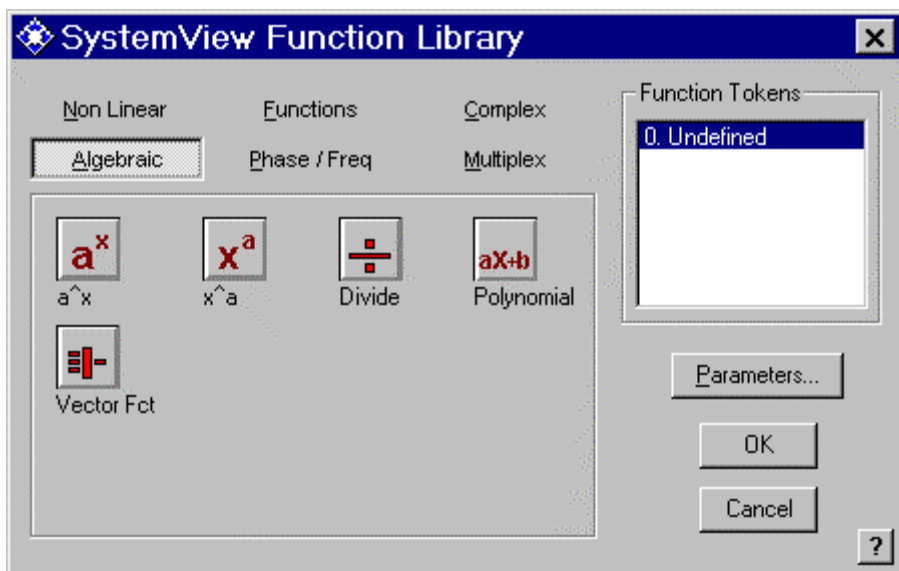 SystemView Function Library
Non Linear Functions Complex
Algebraic Phase / Freq Multiplex
Function Tokens
0. Undefined
a^x x^a ÷ aX+b
a^x x^a Divide Polynomial
Vector Fct
Parameters...
OK
Cancel
?